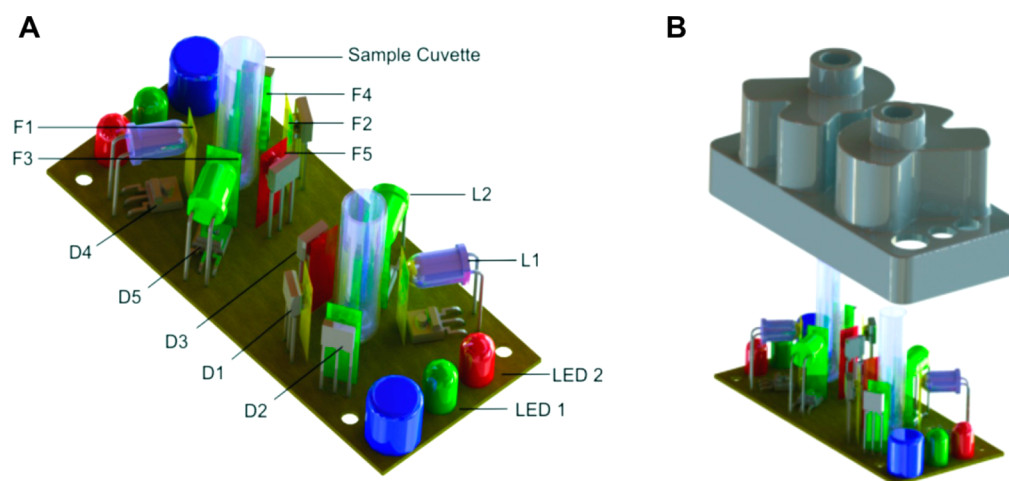 A
B
Sample Cuvette
F4
F1
F2
F3
F5
L2
D4
L1
D5
D3
D1
LED 2
D2
LED 1